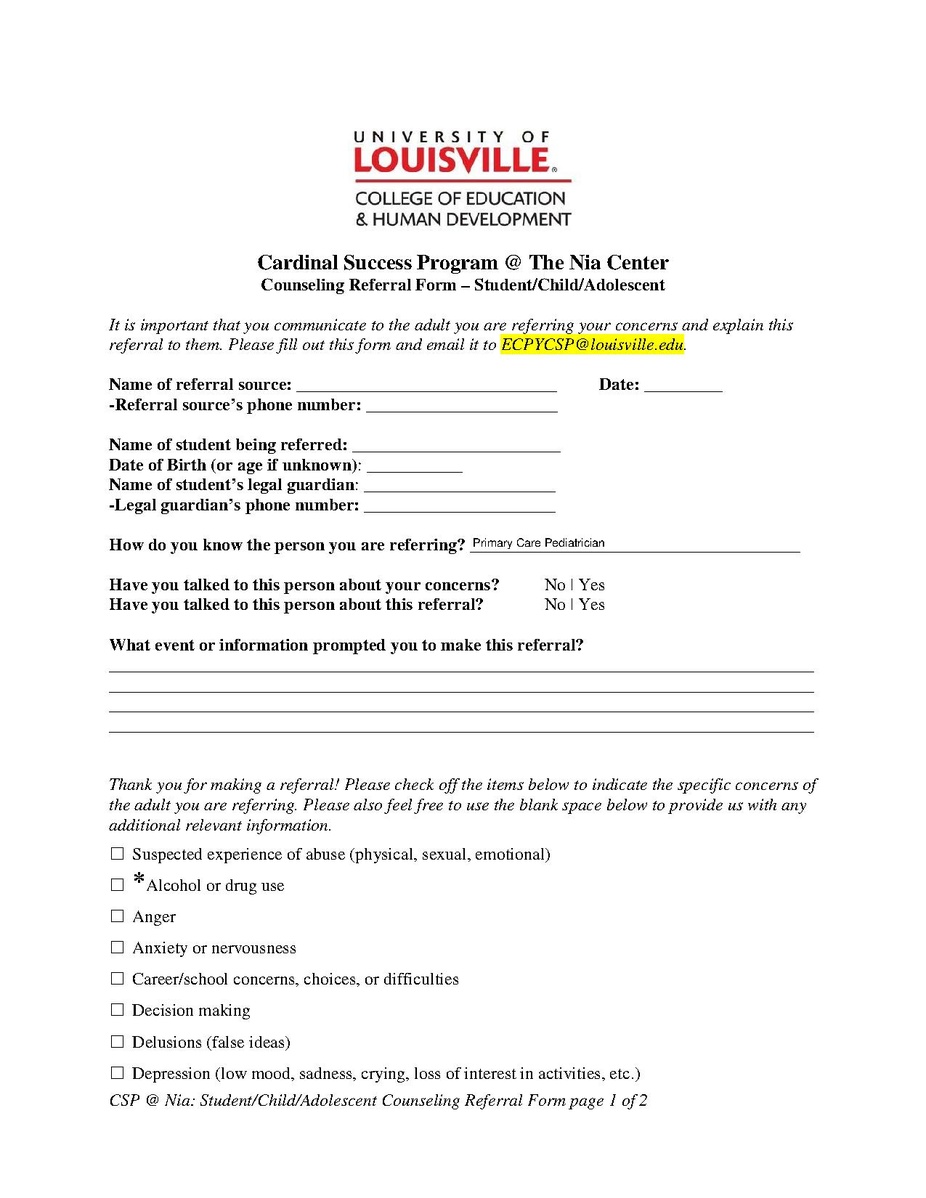 UNIVERSITY OF
LOUISVILLE®
COLLEGE OF EDUCATION
& HUMAN DEVELOPMENT
Cardinal Success Program @ The Nia Center
Counseling Referral Form – Student/Child/Adolescent
It is important that you communicate to the adult you are referring your concerns and explain this
referral to them. Please fill out this form and email it to ECPYCSP@louisville.edu.
Name of referral source: ______________________________ Date: _________
-Referral source's phone number: ______________________
Name of student being referred: ________________________
Date of Birth (or age if unknown): ___________
Name of student's legal guardian: ______________________
-Legal guardian's phone number: ______________________
How do you know the person you are referring? Primary Care Pediatrician
Have you talked to this person about your concerns? No | Yes
Have you talked to this person about this referral? No | Yes
What event or information prompted you to make this referral?
Thank you for making a referral! Please check off the items below to indicate the specific concerns of
the adult you are referring. Please also feel free to use the blank space below to provide us with any
additional relevant information.
☐ Suspected experience of abuse (physical, sexual, emotional)
☐ *Alcohol or drug use
☐ Anger
☐ Anxiety or nervousness
☐ Career/school concerns, choices, or difficulties
☐ Decision making
☐ Delusions (false ideas)
☐ Depression (low mood, sadness, crying, loss of interest in activities, etc.)
CSP @ Nia: Student/Child/Adolescent Counseling Referral Form page 1 of 2